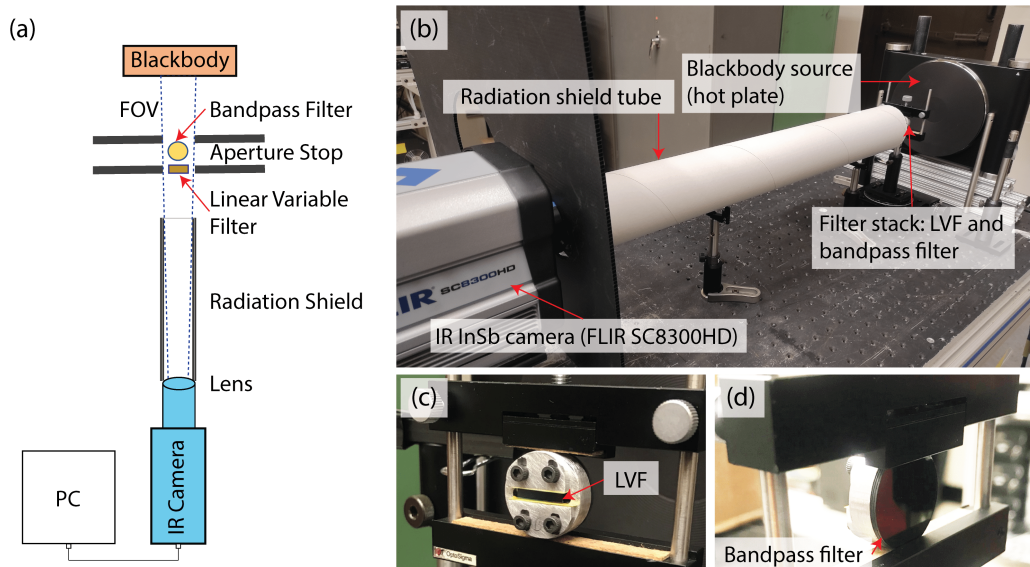 (a)
Blackbody
FOV
Bandpass Filter
Aperture Stop
Linear Variable
Filter
Radiation Shield
Lens
IR Camera
PC
(b)
Radiation shield tube
Blackbody source
(hot plate)
Filter stack: LVF and
bandpass filter
SC8300HD
IR InSb camera (FLIR SC8300HD)
(c)
LVF
OptoSigma
(d)
Bandpass filter